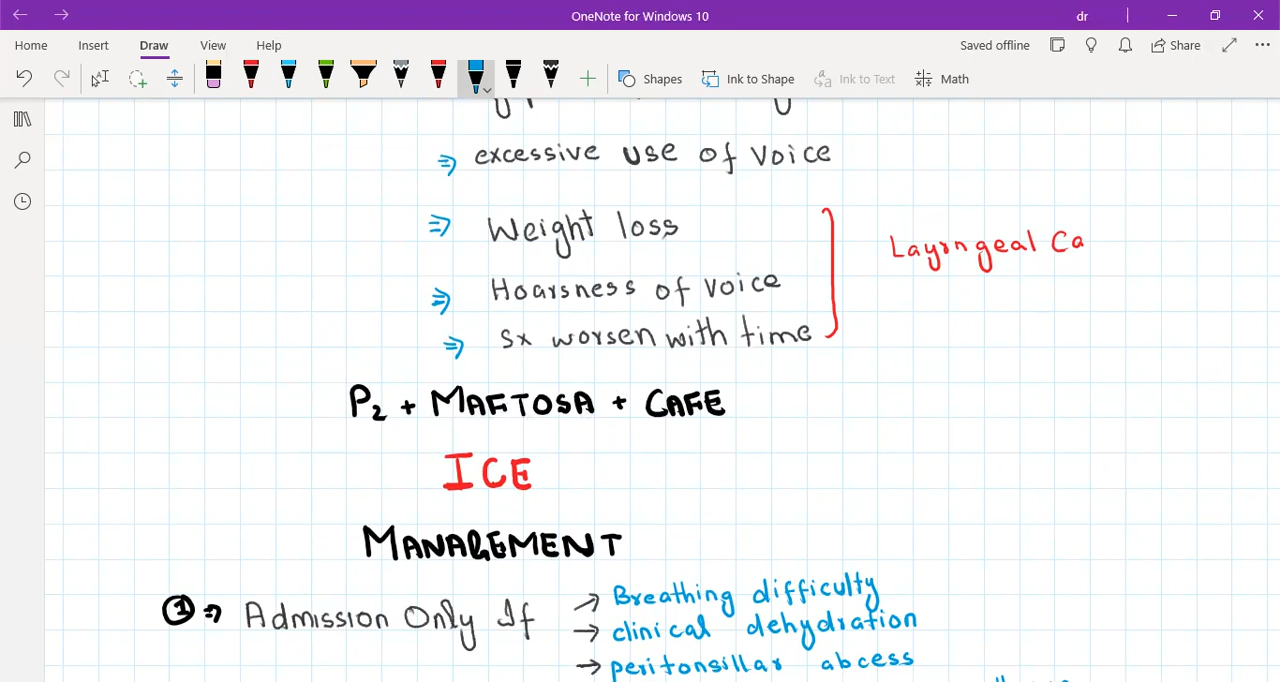 OneNote for Windows 10
dr
Home Insert Draw View Help
Saved offline
Share
Shapes
Ink to Shape
Ink to Text
Math
⇒ excessive use of voice
⇒ Weight loss
Layrngeal Ca
⇒ Hoarsness of voice
⇒ sx worsen with time
P2 + MAFTOSA + CAFE
ICE
MANAGEMENT
① ⇒ Admission Only If → Breathing difficulty
→ clinical dehydration
→ peritonsillar abcess